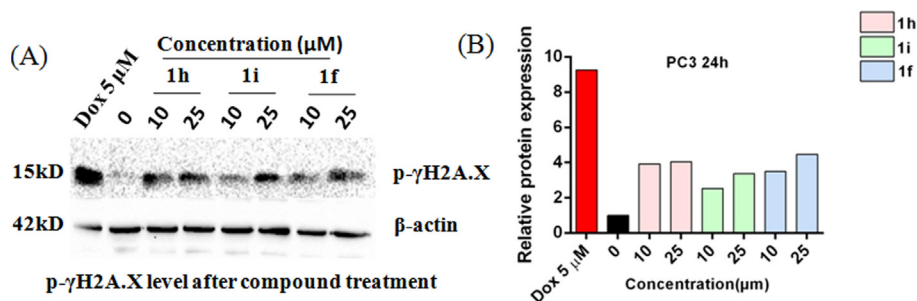 (A)
Concentration (µM)
1h 1i 1f
Dox 5 µM 0 10 25 10 25 10 25
15kD p-γH2A.X
42kD β-actin
p-γH2A.X level after compound treatment
(B)
1h
1i
1f
PC3 24h
Relative protein expression
10
8
6
4
2
0
Dox 5 µM 0 10 25 10 25 10 25
Concentration(µm)